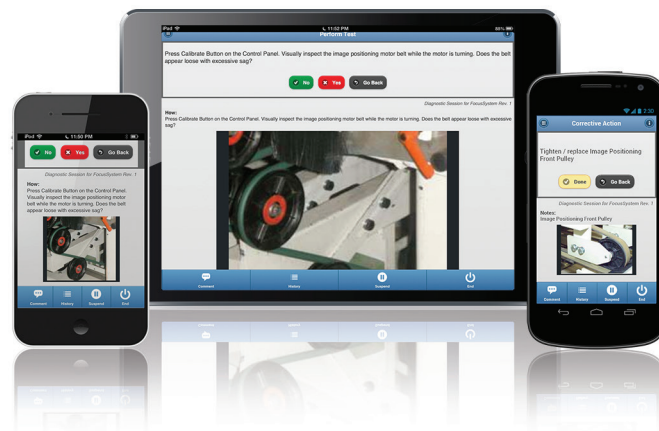 iPod
11:50 PM
No
Yes
Go Back
Diagnostic Session for FocusSystem Rev. 1
How:
Press Calibrate Button on the Control Panel.
Visually inspect the image positioning motor belt
while the motor is turning. Does the belt
appear loose with excessive sag?
Comment
History
Suspend
End
iPad
11:52 PM
88%
Perform Test
Press Calibrate Button on the Control Panel. Visually inspect the image positioning motor belt while the motor is turning. Does the belt
appear loose with excessive sag?
No
Yes
Go Back
Diagnostic Session for FocusSystem Rev. 1
How:
Press Calibrate Button on the Control Panel. Visually inspect the image positioning motor belt while the motor is turning. Does the belt appear loose with excessive
sag?
Comment
History
Suspend
End
2:30
Corrective Action
Tighten / replace Image Positioning
Front Pulley
Done
Go Back
Diagnostic Session for FocusSystem Rev. 1
Notes:
Image Positioning Front Pulley
Comment
History
Suspend
End